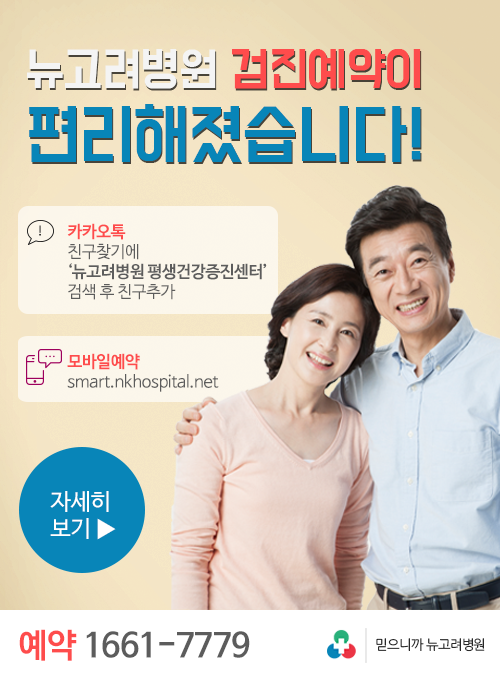 뉴고려병원 검진예약이
편리해졌습니다!
카카오톡
친구찾기에
‘뉴고려병원 평생건강증진센터’
검색 후 친구추가
모바일예약
smart.nkhospital.net
자세히
보기 ▶
예약 1661-7779
믿으니까 뉴고려병원